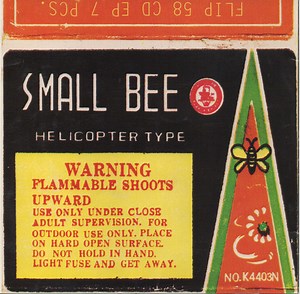 FLIP 58 CD EP 7 PCS.
SMALL BEE
HELICOPTER TYPE
WARNING
FLAMMABLE SHOOTS
UPWARD
USE ONLY UNDER CLOSE
ADULT SUPERVISION. FOR
OUTDOOR USE ONLY. PLACE
ON HARD OPEN SURFACE.
DO NOT HOLD IN HAND.
LIGHT FUSE AND GET AWAY.
NO.K4403N